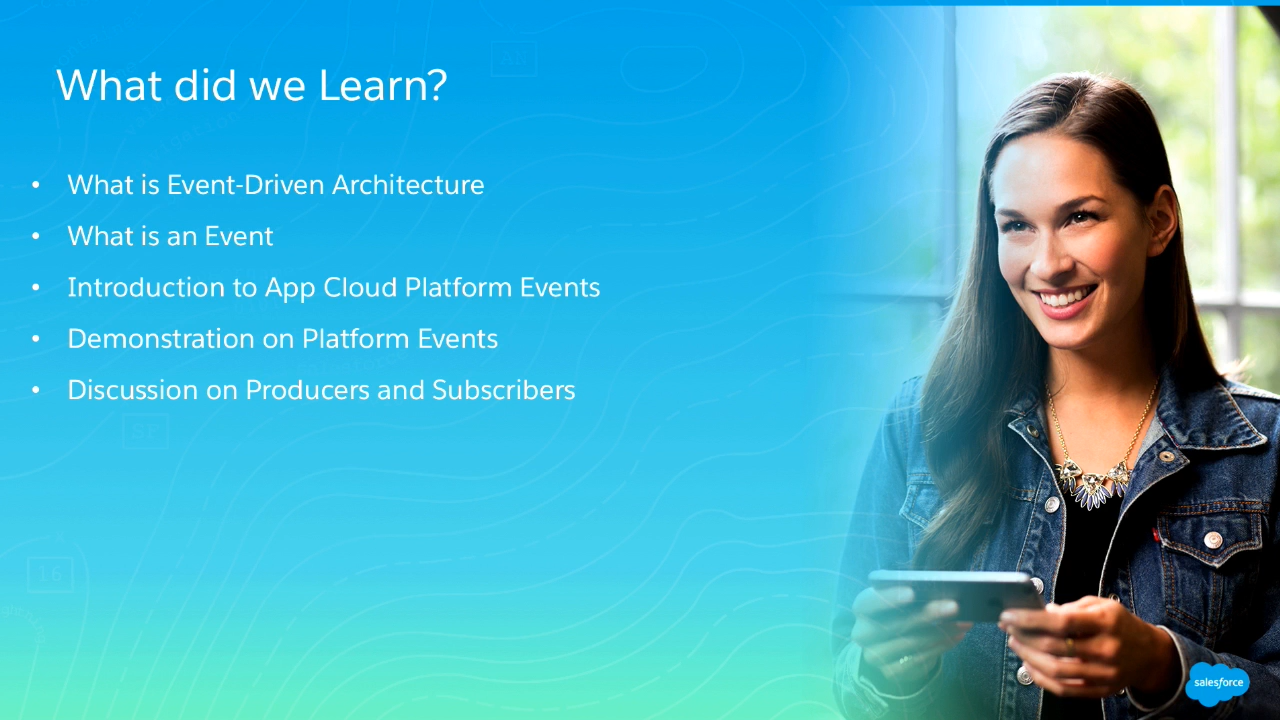 What did we Learn?
• What is Event-Driven Architecture
• What is an Event
• Introduction to App Cloud Platform Events
• Demonstration on Platform Events
• Discussion on Producers and Subscribers
16
salesforce